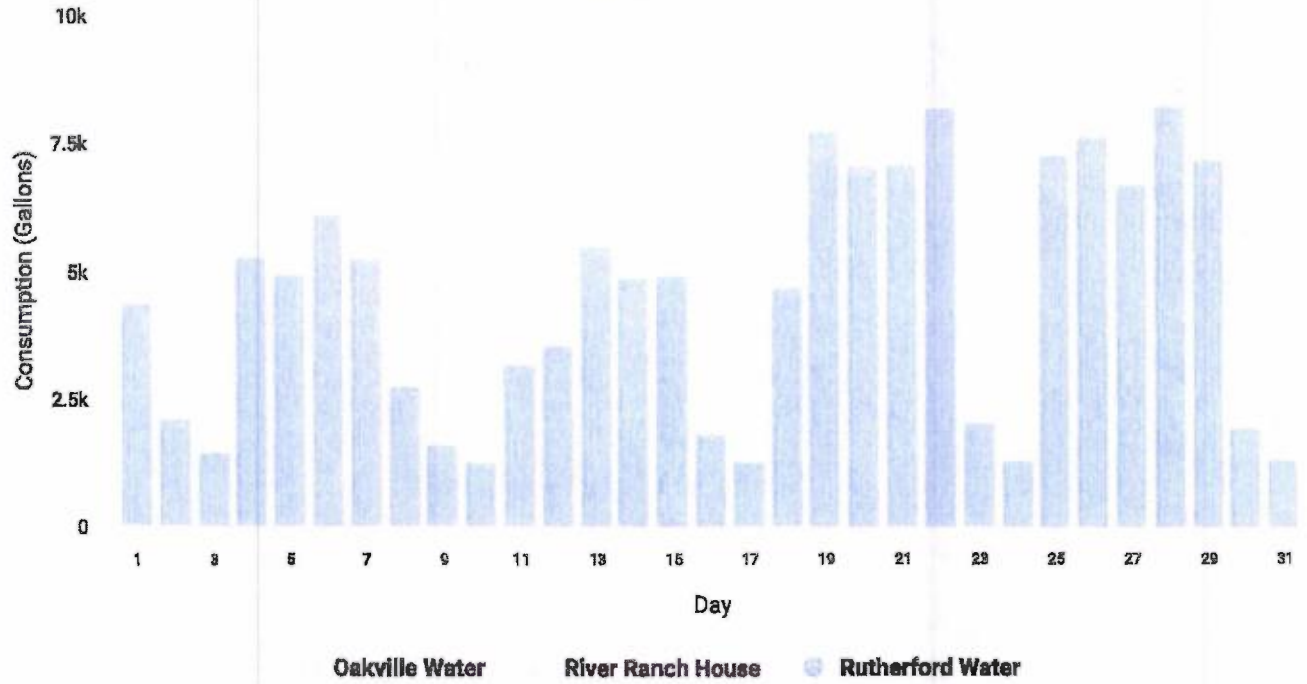 10k
7.5k
5k
2.5k
0
Consumption (Gallons)
1 3 5 7 9 11 13 15 17 19 21 23 25 27 29 31
Day
Oakville Water River Ranch House Rutherford Water